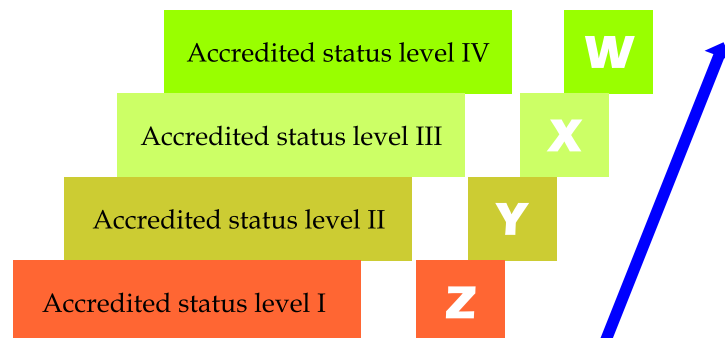 Accredited status level IV W
Accredited status level III X
Accredited status level II Y
Accredited status level I Z